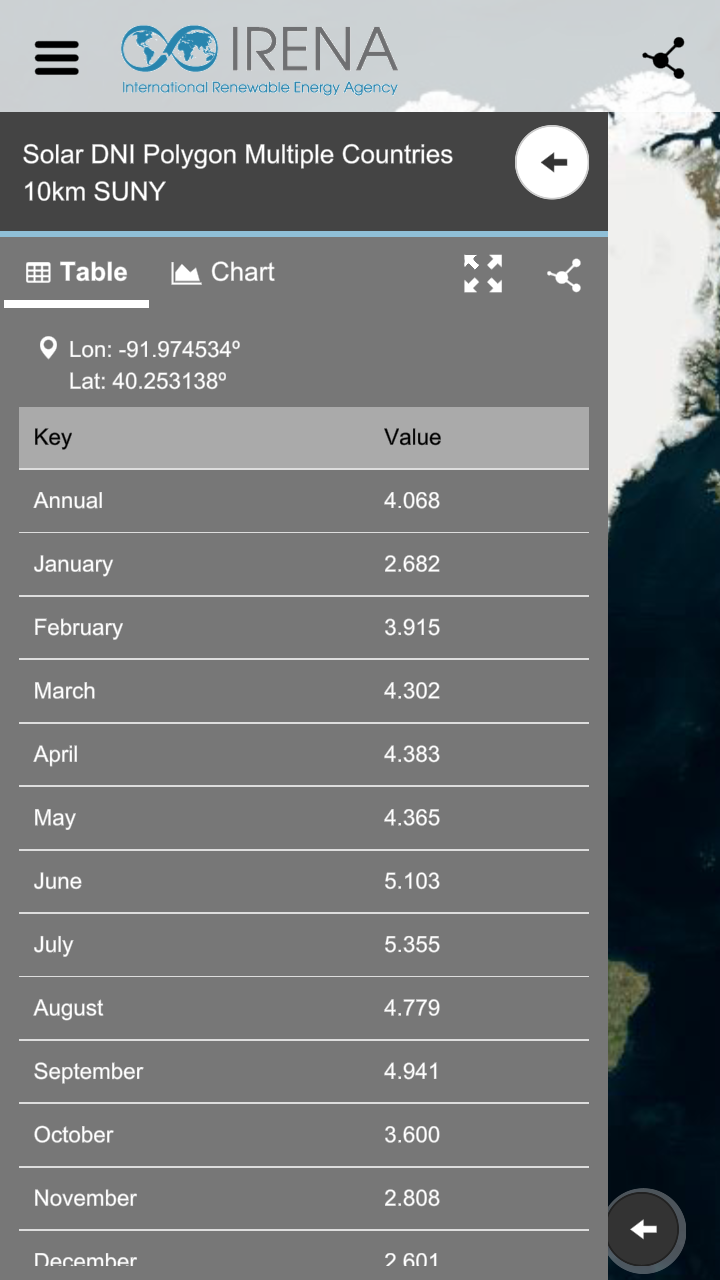 IRENA
International Renewable Energy Agency
Solar DNI Polygon Multiple Countries
10km SUNY
Table Chart
Lon: -91.974534º
Lat: 40.253138º
Key Value
Annual 4.068
January 2.682
February 3.915
March 4.302
April 4.383
May 4.365
June 5.103
July 5.355
August 4.779
September 4.941
October 3.600
November 2.808
December 2.601